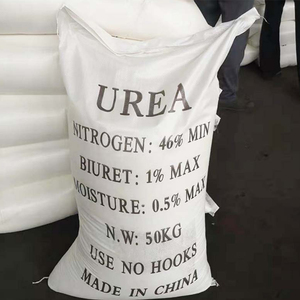 UREA
NITROGEN: 46% MIN
BIURET: 1% MAX
MOISTURE: 0.5% MAX
N.W: 50KG
USE NO HOOKS
MADE IN CHINA